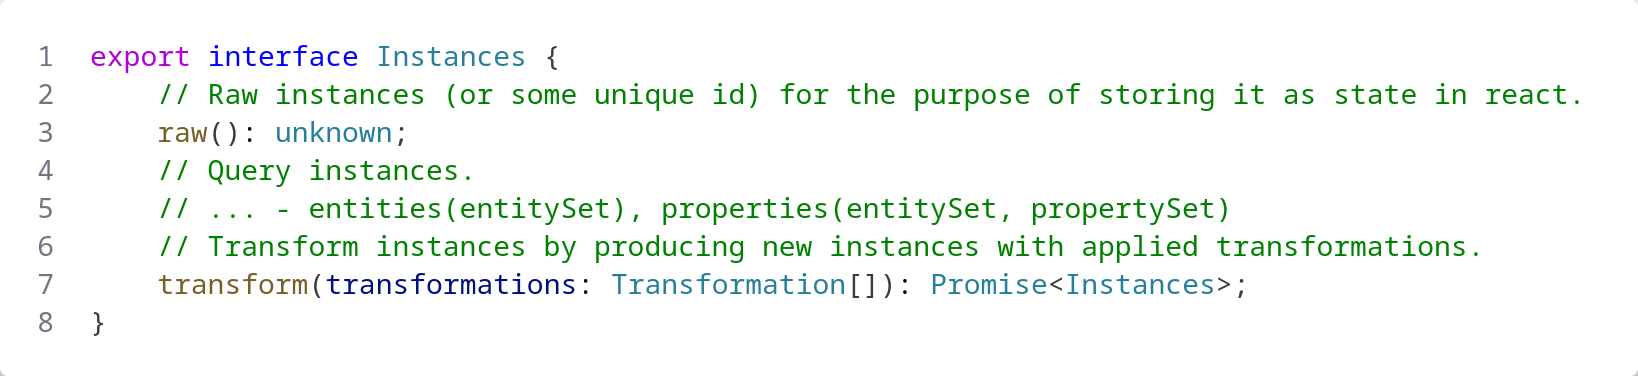 1 export interface Instances {
2 // Raw instances (or some unique id) for the purpose of storing it as state in react.
3 raw(): unknown;
4 // Query instances.
5 // ... - entities(entitySet), properties(entitySet, propertySet)
6 // Transform instances by producing new instances with applied transformations.
7 transform(transformations: Transformation[]): Promise<Instances>;
8 }